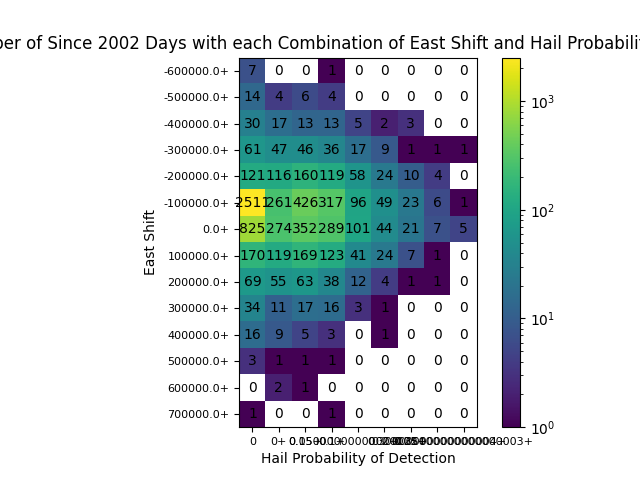 of Since 2002 Days with each Combination of East Shift and Hail
-600000.0+ 7 0 0 1 0 0 0 0 0
-500000.0+ 14 4 6 4 0 0 0 0 0
-400000.0+ 30 17 13 13 5 2 3 0 0
-300000.0+ 61 47 46 36 17 9 1 1 1
-200000.0+ 121 116 160 119 58 24 10 4 0
-100000.0+ 2511 261 426 317 96 49 23 6 1
0.0+ 825 274 352 289 101 44 21 7 5
100000.0+ 170 119 169 123 41 24 7 1 0
200000.0+ 69 55 63 38 12 4 1 1 0
300000.0+ 34 11 17 16 3 1 0 0 0
400000.0+ 16 9 5 3 0 1 0 0 0
500000.0+ 3 1 1 1 0 0 0 0 0
600000.0+ 0 2 1 0 0 0 0 0 0
700000.0+ 1 0 0 1 0 0 0 0 0
0 0+
Hail Probability of Detection
East Shift
10^3
10^2
10^1
10^0